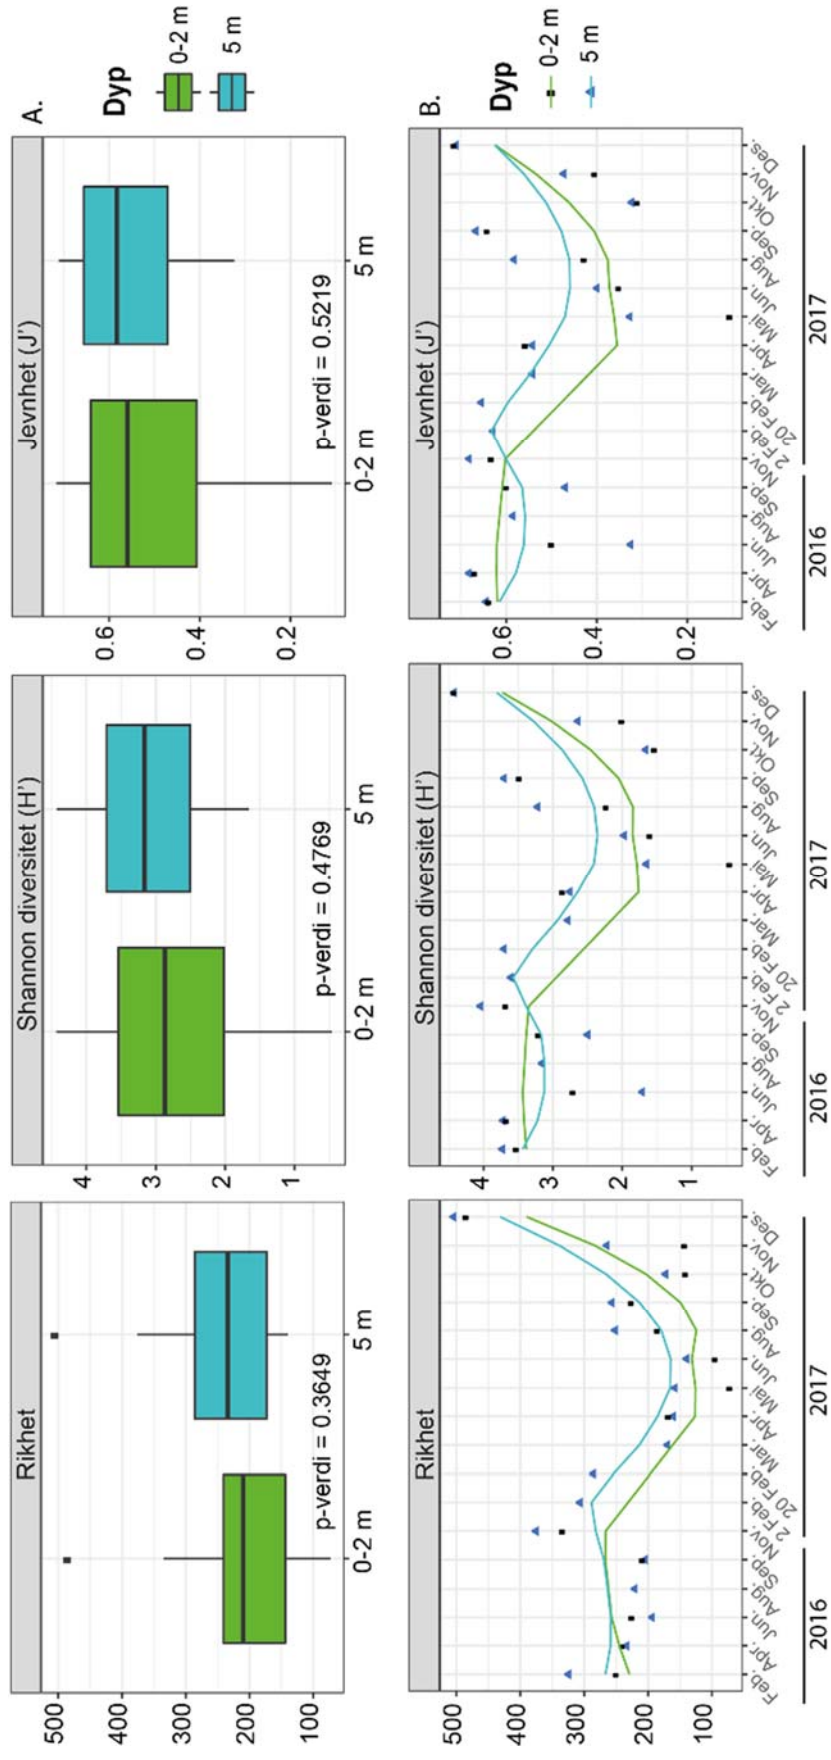 A.
Rikhet
Shannon diversitet (H')
Jevnhet (J')
500
400
300
200
100
4
3
2
1
0.6
0.4
0.2
p-verdi = 0.3649
p-verdi = 0.4769
p-verdi = 0.5219
0-2 m
5 m
0-2 m
5 m
0-2 m
5 m
Dyp
0-2 m
5 m
B.
Rikhet
Shannon diversitet (H')
Jevnhet (J')
500
400
300
200
100
4
3
2
1
0.6
0.4
0.2
Feb.
Apr.
Jun.
Aug.
Sep.
Nov.
2 Feb.
20 Feb.
Mar.
Apr.
Mai
Jun.
Aug.
Sep.
Okt.
Nov.
Des.
Feb.
Apr.
Jun.
Aug.
Sep.
Nov.
2 Feb.
20 Feb.
Mar.
Apr.
Mai
Jun.
Aug.
Sep.
Okt.
Nov.
Des.
Feb.
Apr.
Jun.
Aug.
Sep.
Nov.
2 Feb.
20 Feb.
Mar.
Apr.
Mai
Jun.
Aug.
Sep.
Okt.
Nov.
Des.
2016
2017
2016
2017
2016
2017
Dyp
0-2 m
5 m